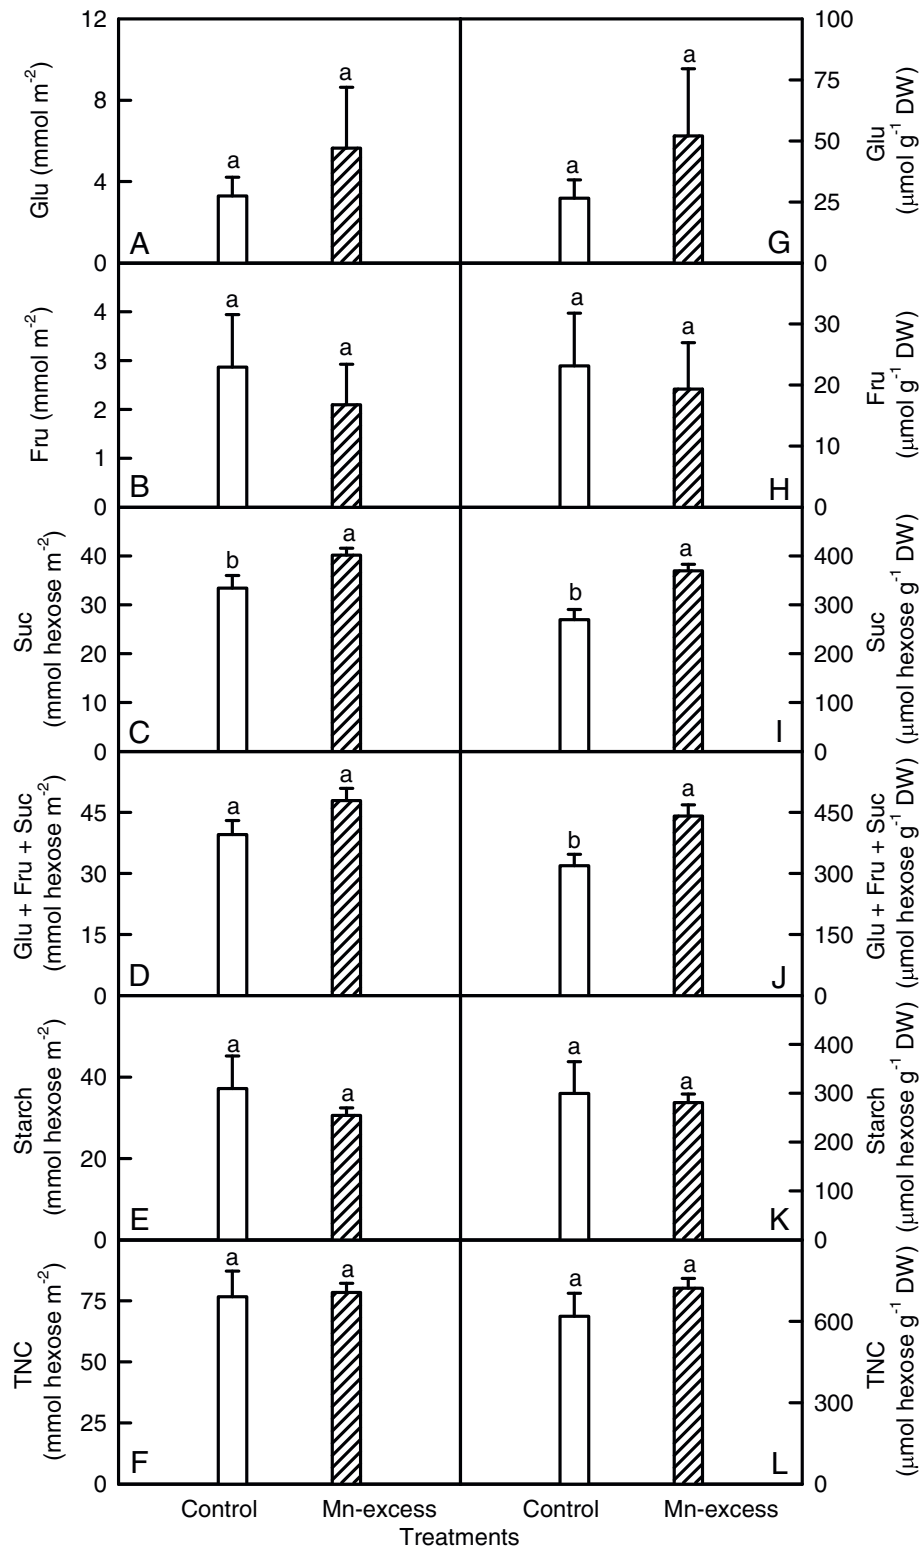 12
8
4
0
Glu (mmol m-2)
a
a
A
100
75
50
25
0
Glu
(μmol g-1 DW)
a
a
G
4
3
2
1
0
Fru (mmol m-2)
a
a
B
30
20
10
0
Fru
(μmol g-1 DW)
a
a
H
40
30
20
10
0
Suc
(mmol hexose m-2)
b
a
C
400
300
200
100
0
Suc
(μmol hexose g-1 DW)
b
a
I
45
30
15
0
Glu + Fru + Suc
(mmol hexose m-2)
a
a
D
450
300
150
0
Glu + Fru + Suc
(μmol hexose g-1 DW)
b
a
J
40
20
0
Starch
(mmol hexose m-2)
a
a
E
400
300
200
100
0
Starch
(μmol hexose g-1 DW)
a
a
K
75
50
25
0
TNC
(mmol hexose m-2)
a
a
F
600
300
0
TNC
(μmol hexose g-1 DW)
a
a
L
Control Mn-excess Control Mn-excess
Treatments